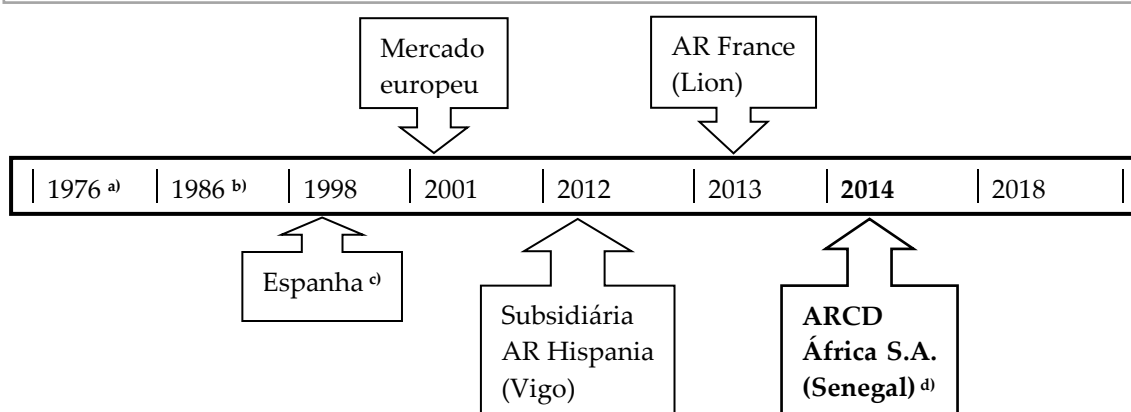 Mercado
europeu
AR France
(Lion)
1976 a) 1986 b) 1998 2001 2012 2013 2014 2018
Espanha c)
Subsidiária
AR Hispania
(Vigo)
ARCD
África S.A.
(Senegal) d)